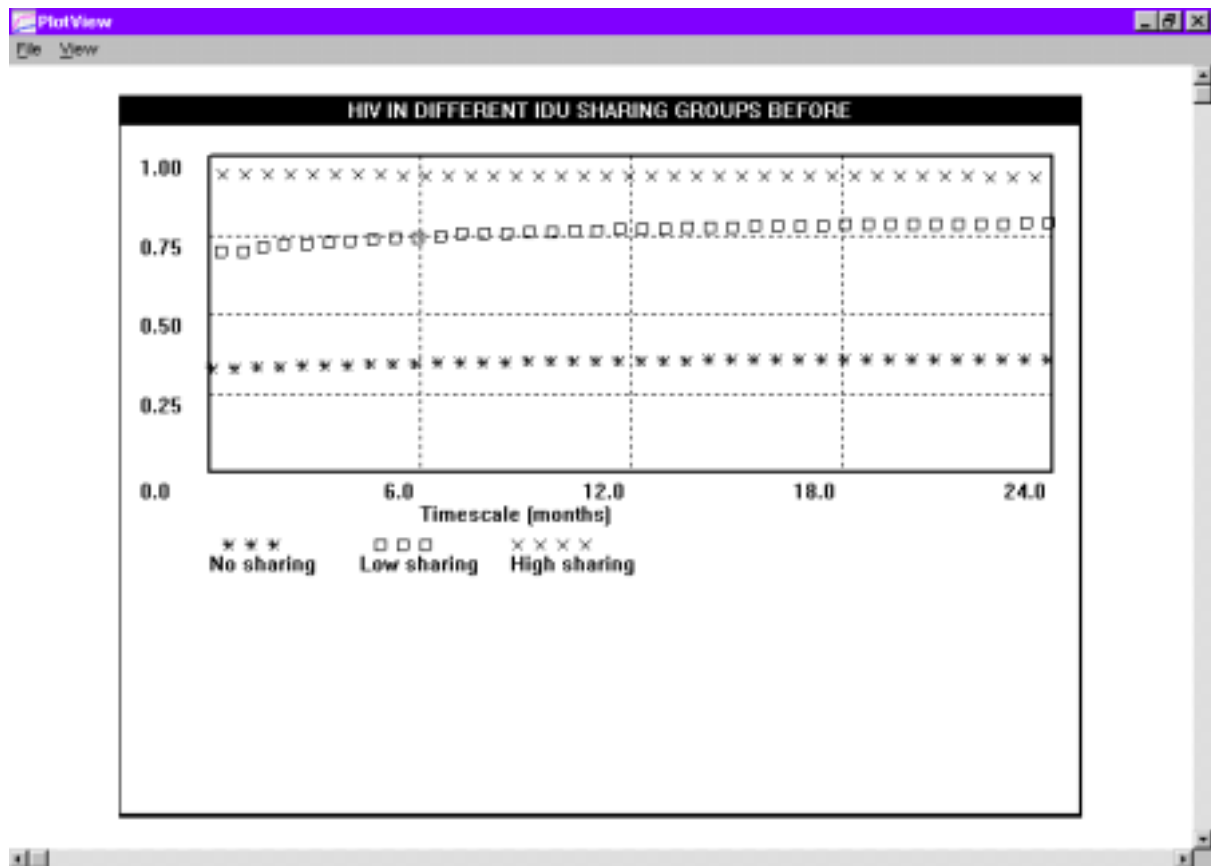 PlotView
File View
HIV IN DIFFERENT IDU SHARING GROUPS BEFORE
1.00
0.75
0.50
0.25
0.0 6.0 12.0 18.0 24.0
Timescale (months)
No sharing Low sharing High sharing